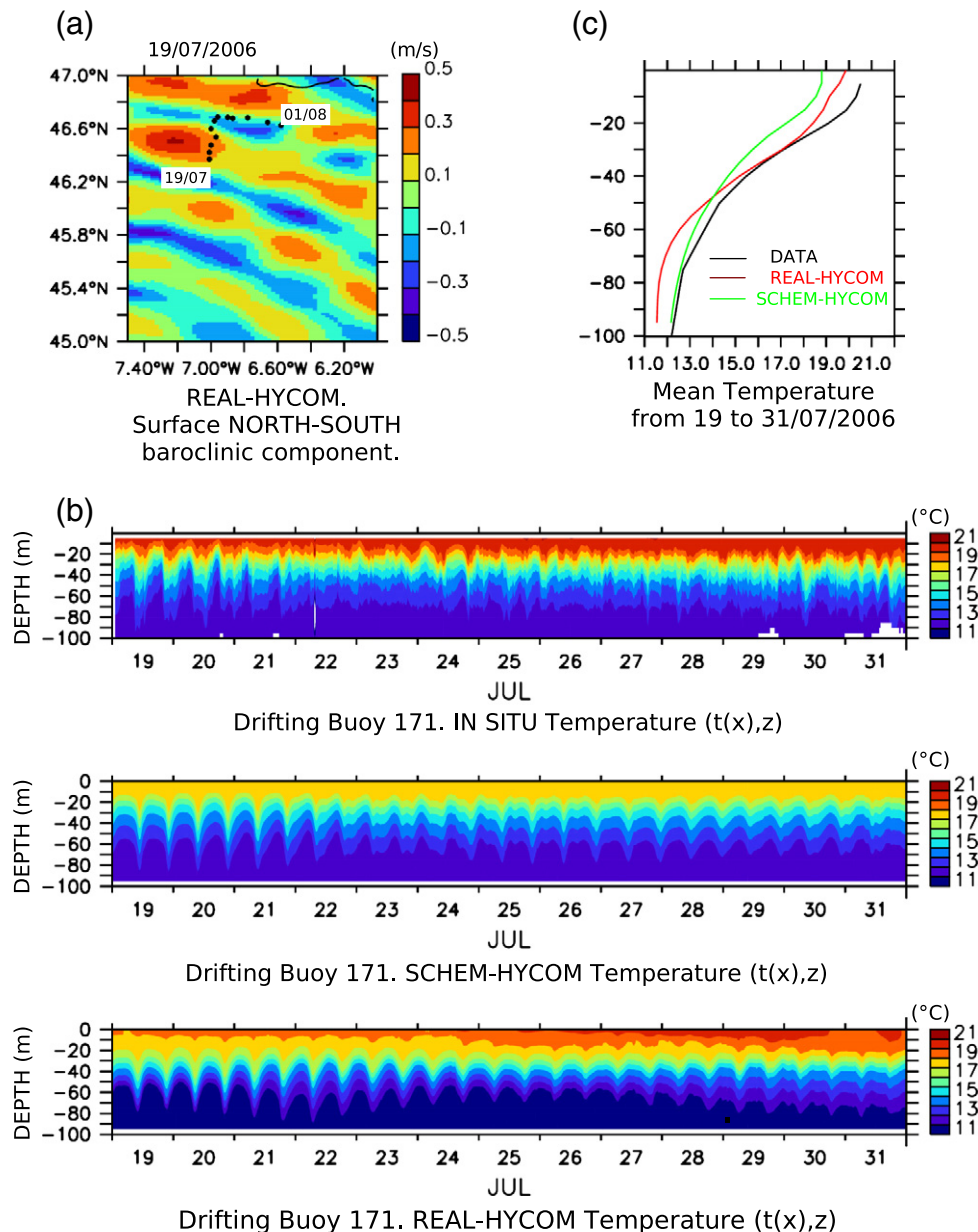 (a)
19/07/2006
(m/s)
47.0°N
46.6°N
46.2°N
45.8°N
45.4°N
45.0°N
01/08
19/07
7.40°W 7.00°W 6.60°W 6.20°W
0.5
0.3
0.1
−0.1
−0.3
−0.5
REAL-HYCOM.
Surface NORTH-SOUTH
baroclinic component.
(c)
−20
−40
−60
−80
−100
DATA
REAL-HYCOM
SCHEM-HYCOM
11.0 13.0 15.0 17.0 19.0 21.0
Mean Temperature
from 19 to 31/07/2006
(b)
(°C)
DEPTH (m)
−20
−40
−60
−80
−100
21
19
17
15
13
11
19 20 21 22 23 24 25 26 27 28 29 30 31
JUL
Drifting Buoy 171. IN SITU Temperature (t(x),z)
(°C)
DEPTH (m)
0
−20
−40
−60
−80
−100
21
19
17
15
13
11
19 20 21 22 23 24 25 26 27 28 29 30 31
JUL
Drifting Buoy 171. SCHEM-HYCOM Temperature (t(x),z)
(°C)
DEPTH (m)
0
−20
−40
−60
−80
−100
21
19
17
15
13
11
19 20 21 22 23 24 25 26 27 28 29 30 31
JUL
Drifting Buoy 171. REAL-HYCOM Temperature (t(x),z)